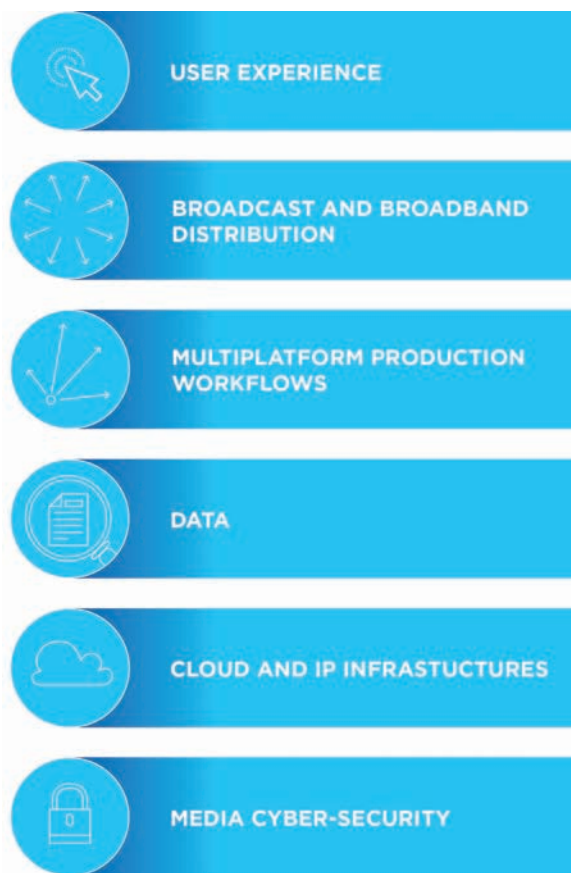 USER EXPERIENCE
BROADCAST AND BROADBAND
DISTRIBUTION
MULTIPLATFORM PRODUCTION
WORKFLOWS
DATA
CLOUD AND IP INFRASTUCTURES
MEDIA CYBER-SECURITY